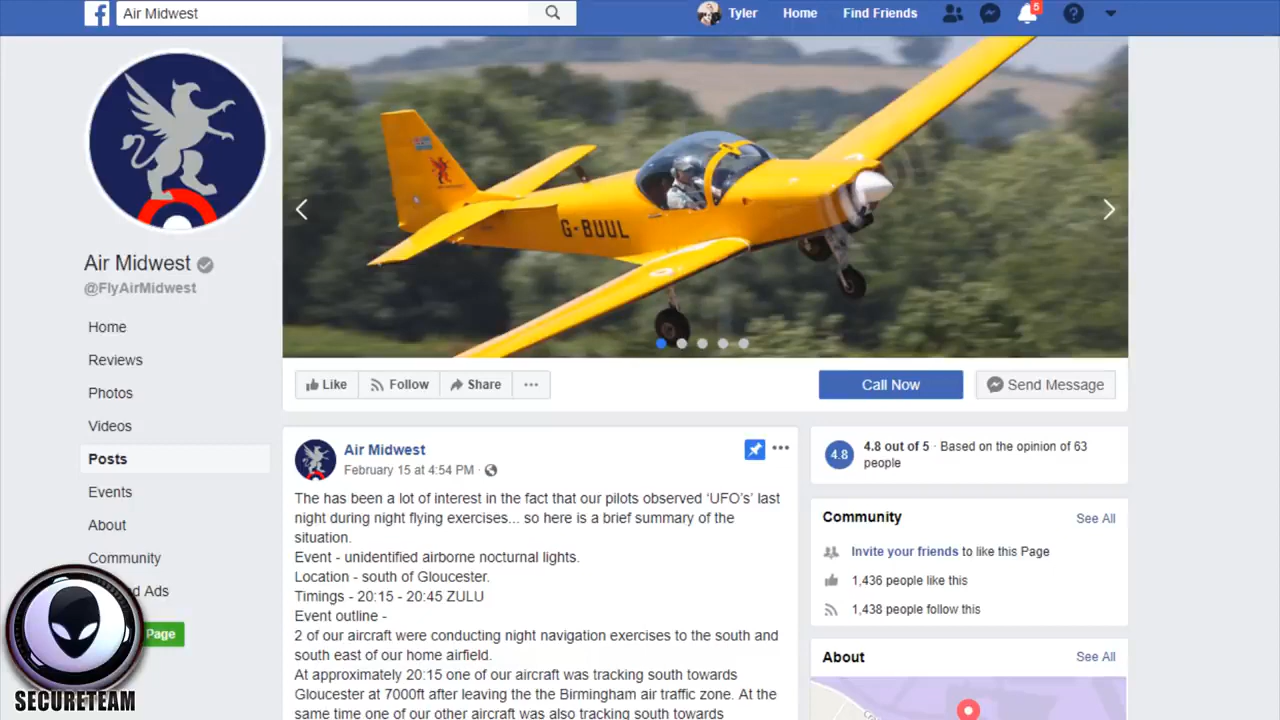 Air Midwest
Tyler
Home
Find Friends
5
G-BUUL
Air Midwest
@FlyAirMidwest
Home
Reviews
Photos
Videos
Posts
Events
About
Community
d Ads
Page
Like
Follow
Share
Call Now
Send Message
Air Midwest
February 15 at 4:54 PM ·
The has been a lot of interest in the fact that our pilots observed ‘UFO’s’ last
night during night flying exercises... so here is a brief summary of the
situation.
Event - unidentified airborne nocturnal lights.
Location - south of Gloucester.
Timings - 20:15 - 20:45 ZULU
Event outline -
2 of our aircraft were conducting night navigation exercises to the south and
south east of our home airfield.
At approximately 20:15 one of our aircraft was tracking south towards
Gloucester at 7000ft after leaving the the Birmingham air traffic zone. At the
same time one of our other aircraft was also tracking south towards
4.8
4.8 out of 5 · Based on the opinion of 63
people
Community
See All
Invite your friends to like this Page
1,436 people like this
1,438 people follow this
About
See All
SECURETEAM